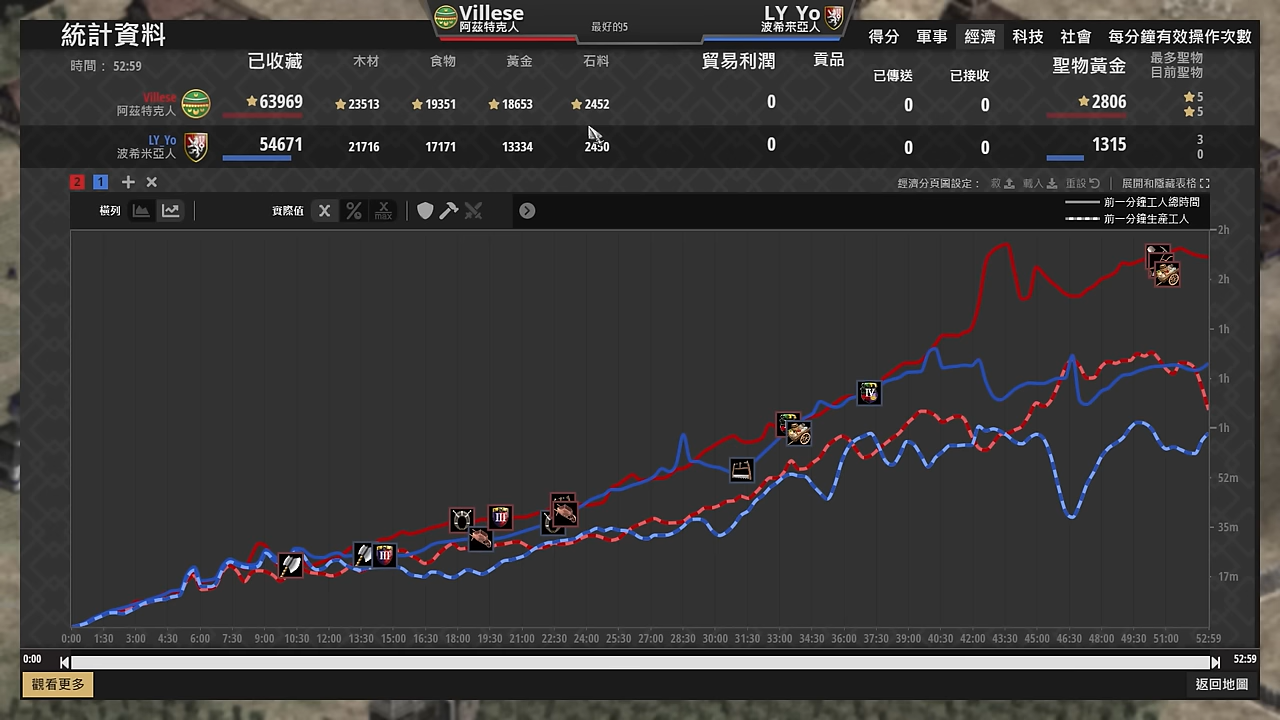 統計資料
Villese
阿茲特克人
最好的5
LY_Yo
波希米亞人
得分 軍事 經濟 科技 社會 每分鐘有效操作次數
時間： 52:59
已收藏 木材 食物 黃金 石料 貿易利潤 貢品 已傳送 已接收 聖物黃金 最多聖物
目前聖物
Villese
阿茲特克人
63969 23513 19351 18653 2452 0 0 0 2806 5
5
LY_Yo
波希米亞人
54671 21716 17171 13334 2450 0 0 0 1315 3
0
2 1
經濟分頁圖設定： 載入 重設 展開和隱藏表格
橫列 實際值 X % X max
前一分鐘工人總時間
前一分鐘生產工人
2h
2h
1h
1h
1h
52m
35m
17m
III III IV
0:00 1:30 3:00 4:30 6:00 7:30 9:00 10:30 12:00 13:30 15:00 16:30 18:00 19:30 21:00 22:30 24:00 25:30 27:00 28:30 30:00 31:30 33:00 34:30 36:00 37:30 39:00 40:30 42:00 43:30 45:00 46:30 48:00 49:30 51:00 52:59
0:00 52:59
觀看更多 返回地圖